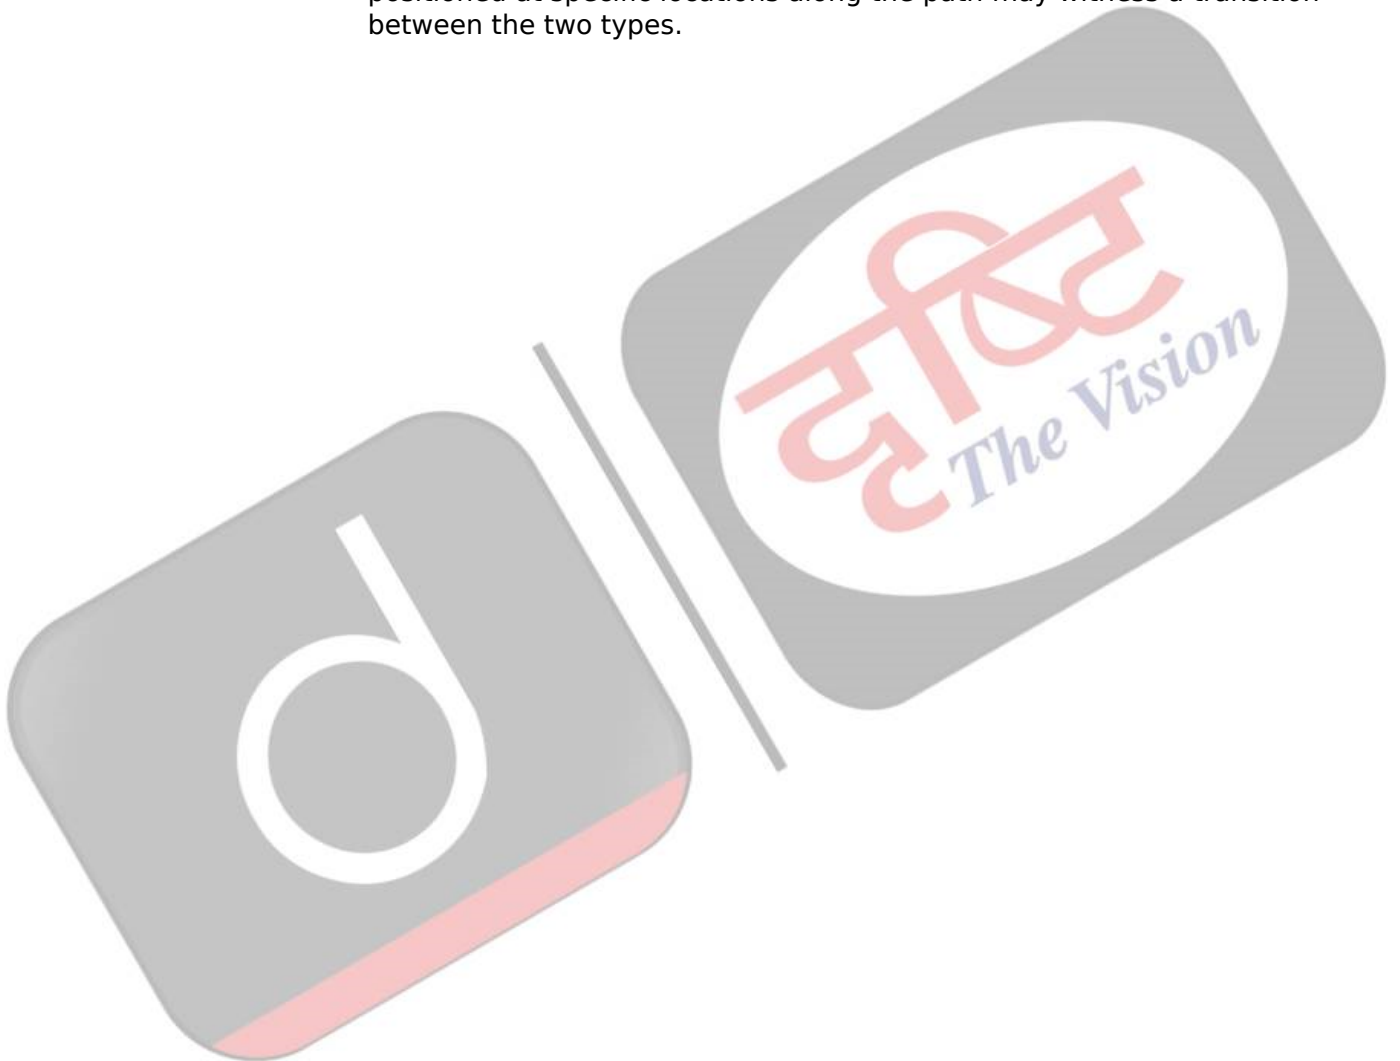 positioned at specific locations along the path may witness a transition
between the two types.
दृष्टि
The Vision
d